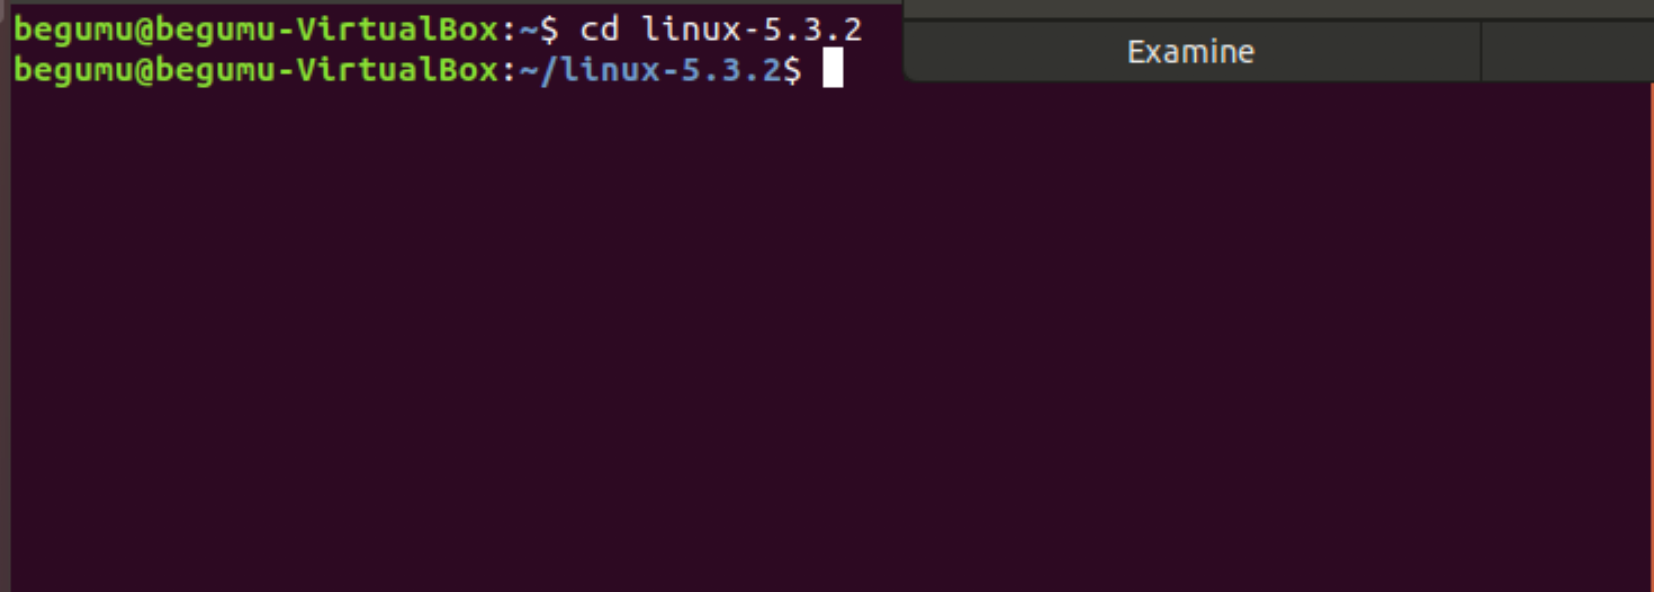 begumu@begumu-VirtualBox:~$ cd linux-5.3.2
Examine
begumu@begumu-VirtualBox:~/linux-5.3.2$